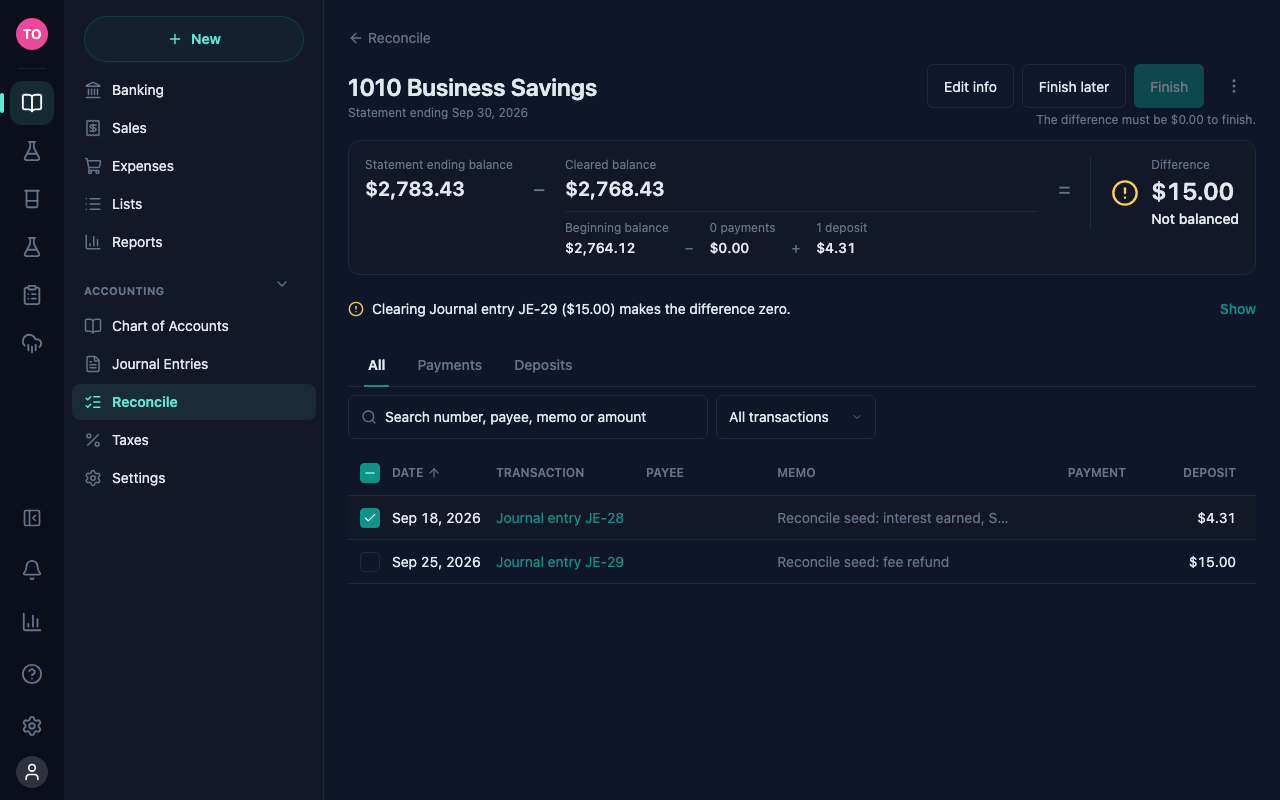 TO
New
Banking
Sales
Expenses
Lists
Reports
ACCOUNTING
Chart of Accounts
Journal Entries
Reconcile
Taxes
Settings
Reconcile
1010 Business Savings
Statement ending Sep 30, 2026
Edit info
Finish later
Finish
The difference must be $0.00 to finish.
Statement ending balance
$2,783.43
–
Cleared balance
$2,768.43
Beginning balance
$2,764.12
–
0 payments
$0.00
+
1 deposit
$4.31
=
Difference
$15.00
Not balanced
Clearing Journal entry JE-29 ($15.00) makes the difference zero.
Show
All Payments Deposits
Search number, payee, memo or amount
All transactions
DATE TRANSACTION PAYEE MEMO PAYMENT DEPOSIT
Sep 18, 2026 Journal entry JE-28 Reconcile seed: interest earned, S... $4.31
Sep 25, 2026 Journal entry JE-29 Reconcile seed: fee refund $15.00